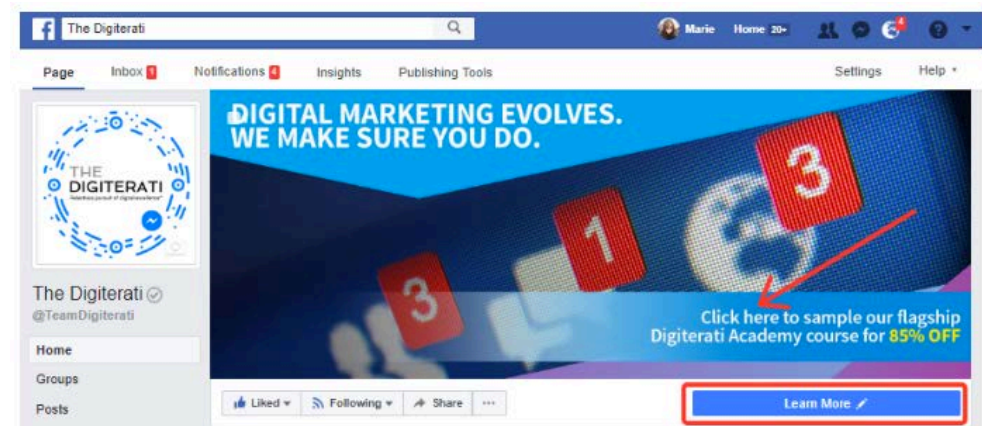 The Digiterati
Marie Home 20+ 4
Page Inbox 1 Notifications 4 Insights Publishing Tools Settings Help
DIGITAL MARKETING EVOLVES.
WE MAKE SURE YOU DO.
3
1
3
THE
DIGITERATI
The Digiterati
@TeamDigiterati
Click here to sample our flagship
Digiterati Academy course for 85% OFF
Home
Groups
Posts
Liked Following Share ... Learn More